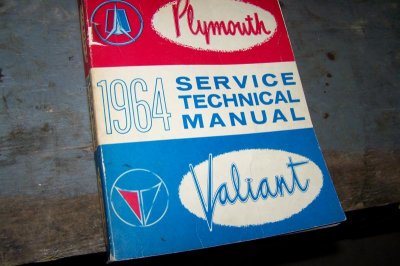 Plymouth
1964 SERVICE
TECHNICAL
MANUAL
Valiant